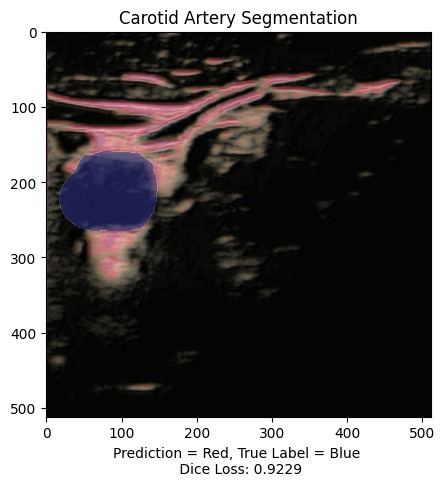 Carotid Artery Segmentation
0
100
200
300
400
500
0 100 200 300 400 500
Prediction = Red, True Label = Blue
Dice Loss: 0.9229